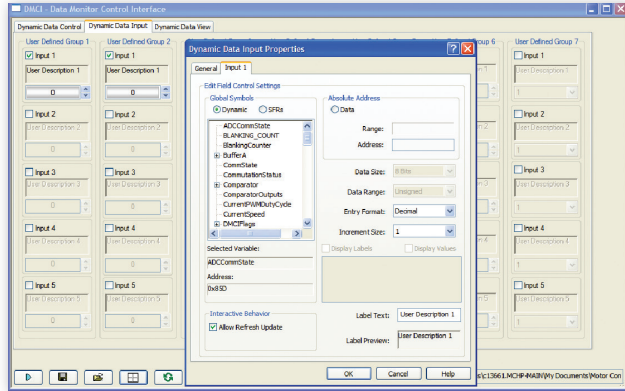 DMCI - Data Monitor Control Interface
Dynamic Data Control Dynamic Data Input Dynamic Data View
User Defined Group 1 User Defined Group 2
Input 1 Input 1
User Description 1 User Description 1
0 0
Input 2 Input 2
User Description 2 User Description 2
0 0
Input 3 Input 3
User Description 3 User Description 3
0 0
Input 4 Input 4
User Description 4 User Description 4
0 0
Input 5 Input 5
User Description 5 User Description 5
0 0
Dynamic Data Input Properties
General Input 1
Edit Field Control Settings
Global Symbols
Dynamic SFRs
ADCCommState
BLANKING_COUNT
BlankingCounter
BufferA
CommState
CommutationStatus
Comparator
ComparatorOutputs
CurrentPWMDutyCycle
CurrentSpeed
DMCIFlags
Selected Variable:
ADCCommState
Address:
0x85D
Interactive Behavior
Allow Refresh Update
Absolute Address
Data
Range:
Address:
Data Size: 8 Bits
Data Range: Unsigned
Entry Format: Decimal
Increment Size: 1
Display Labels Display Values
Label Text: User Description 1
Label Preview: User Description 1
OK Cancel Help
Group 6 User Defined Group 7
Input 1
User Description 1
1
Input 2
User Description 2
1
Input 3
User Description 3
1
Input 4
User Description 4
1
Input 5
User Description 5
1
s\c13661.MCHP-MAIN\My Documents\Motor Con